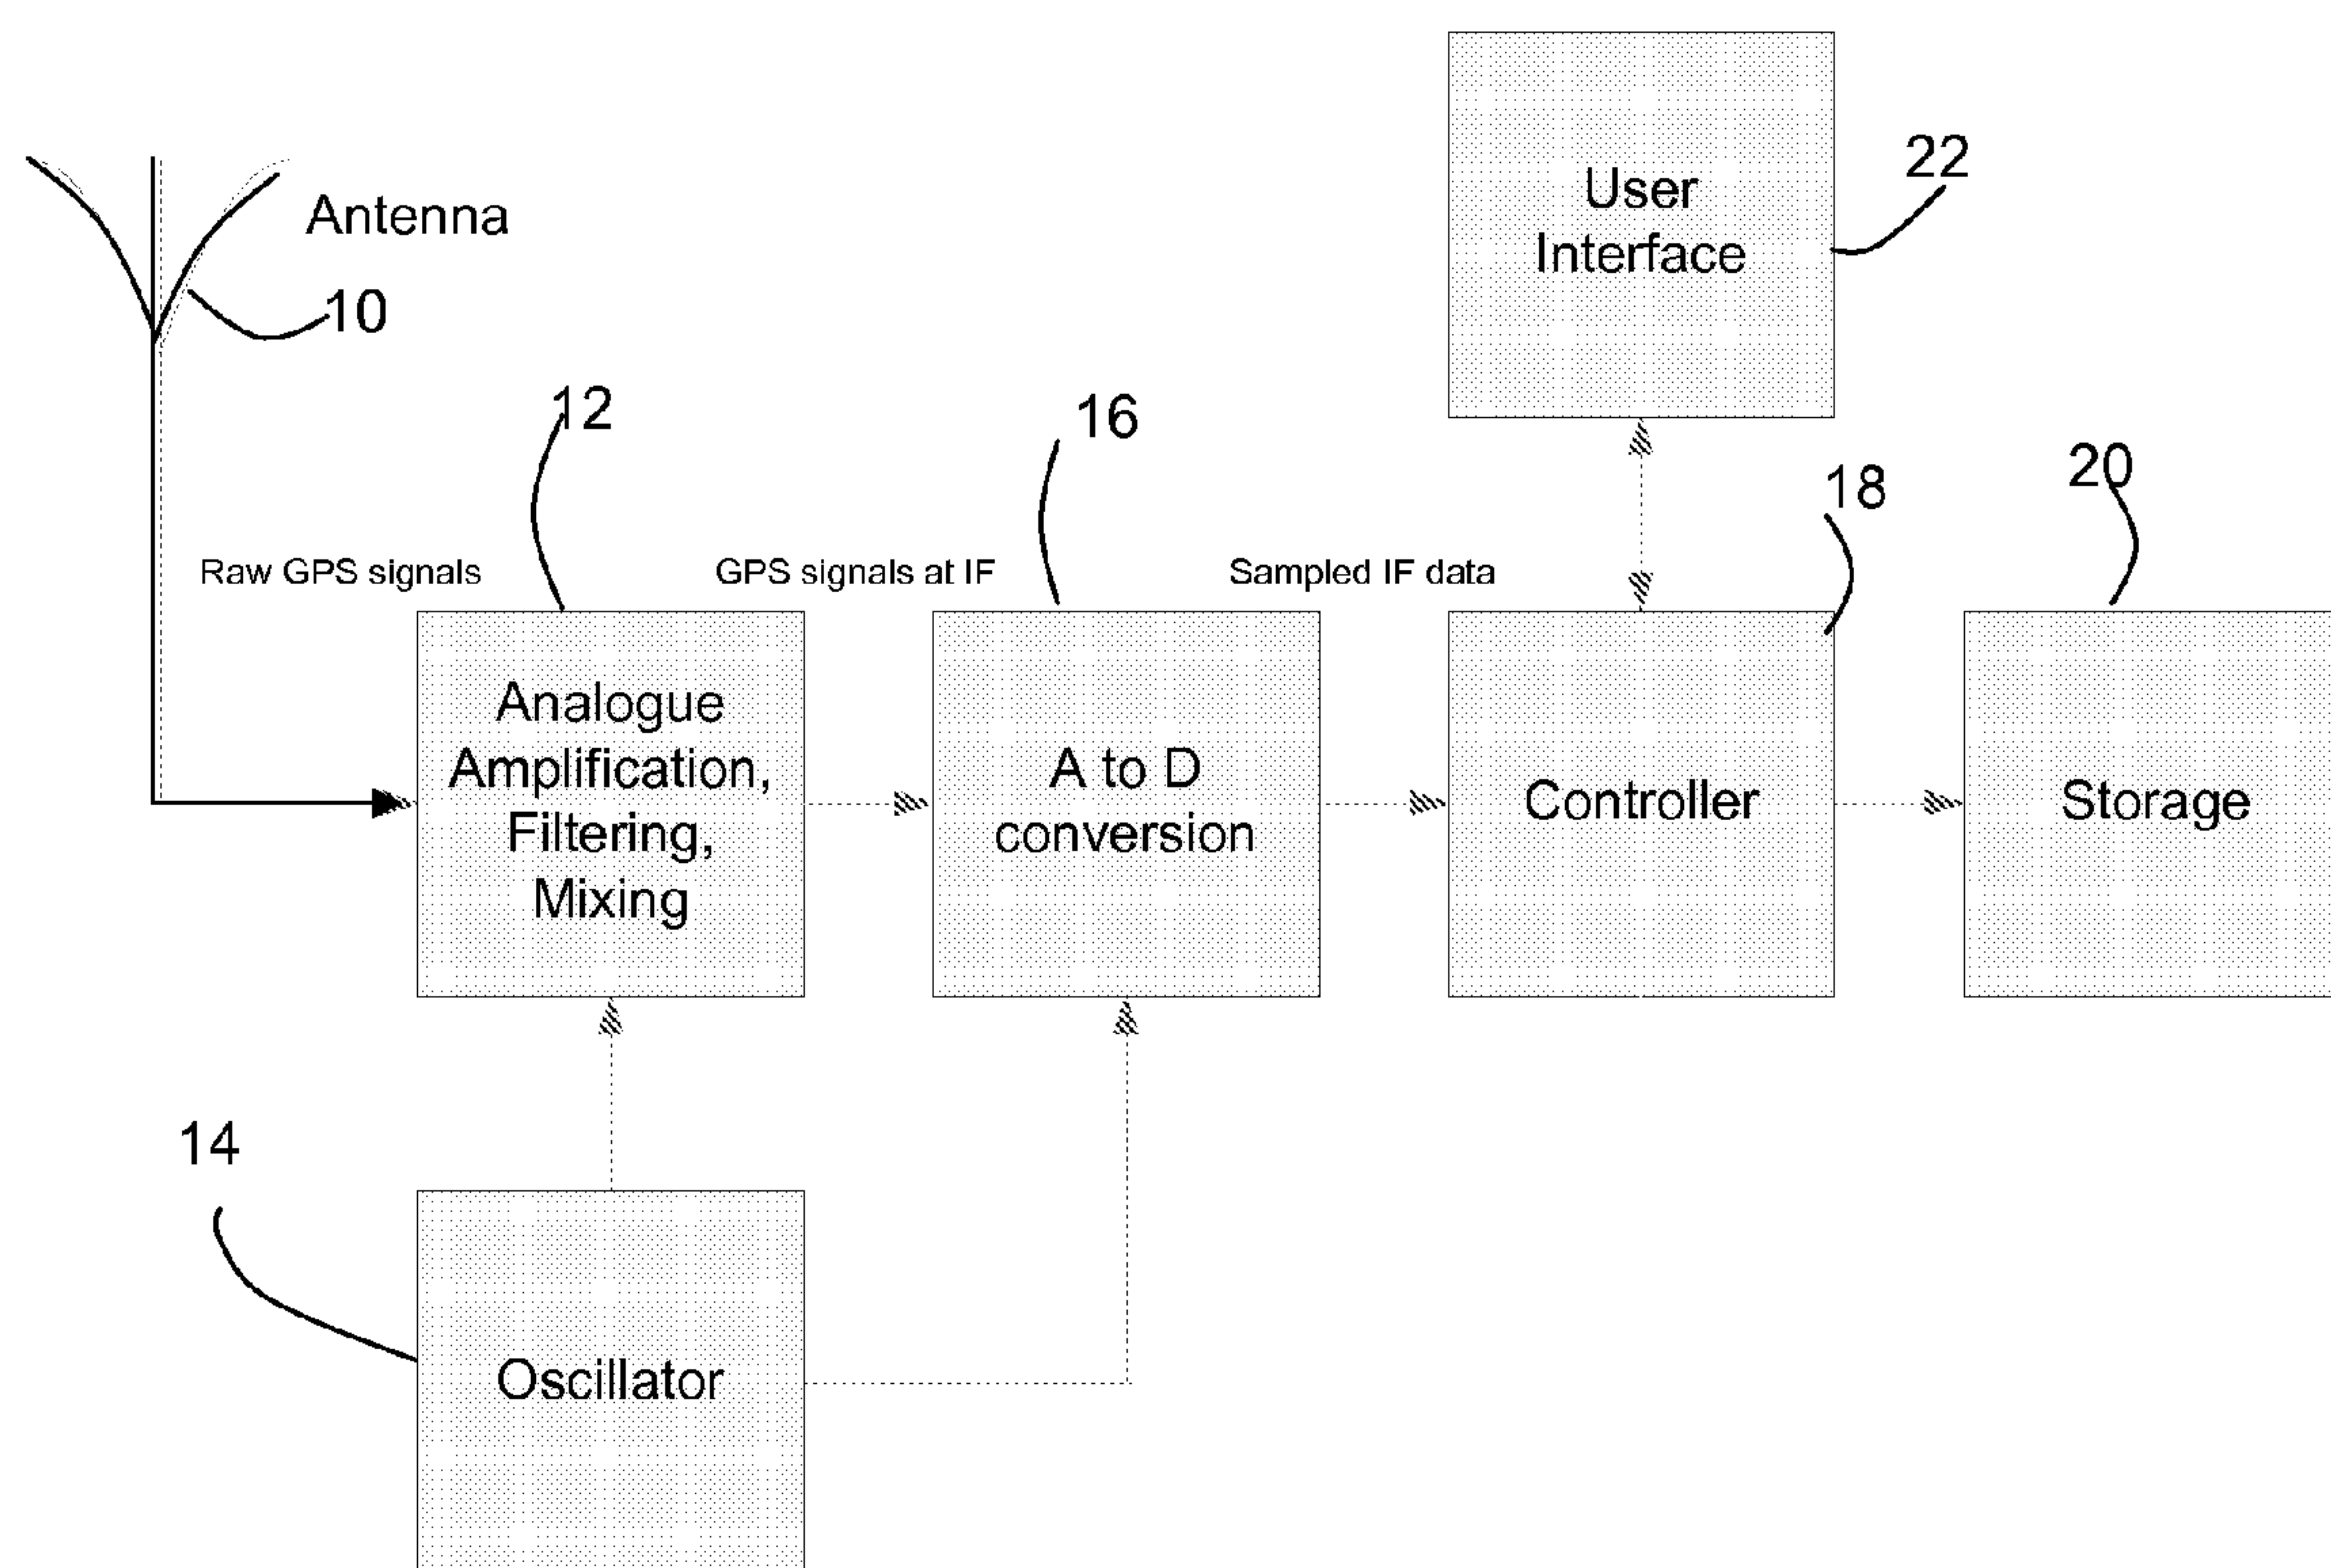 User
Interface
22
Antenna
10
12
16
18
20
Raw GPS signals
GPS signals at IF
Sampled IF data
Analogue
Amplification,
Filtering,
Mixing
A to D
conversion
Controller
Storage
14
Oscillator